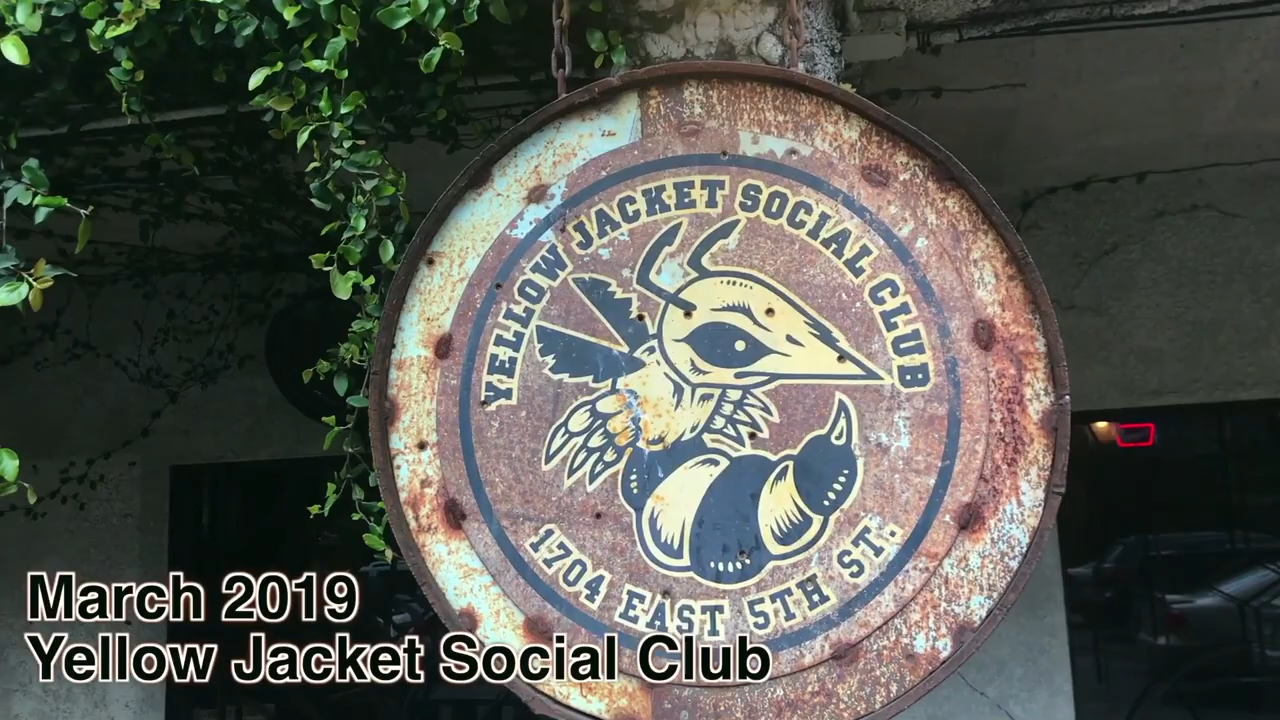 YELLOW JACKET SOCIAL CLUB
1704 EAST 5TH ST.
March 2019
Yellow Jacket Social Club